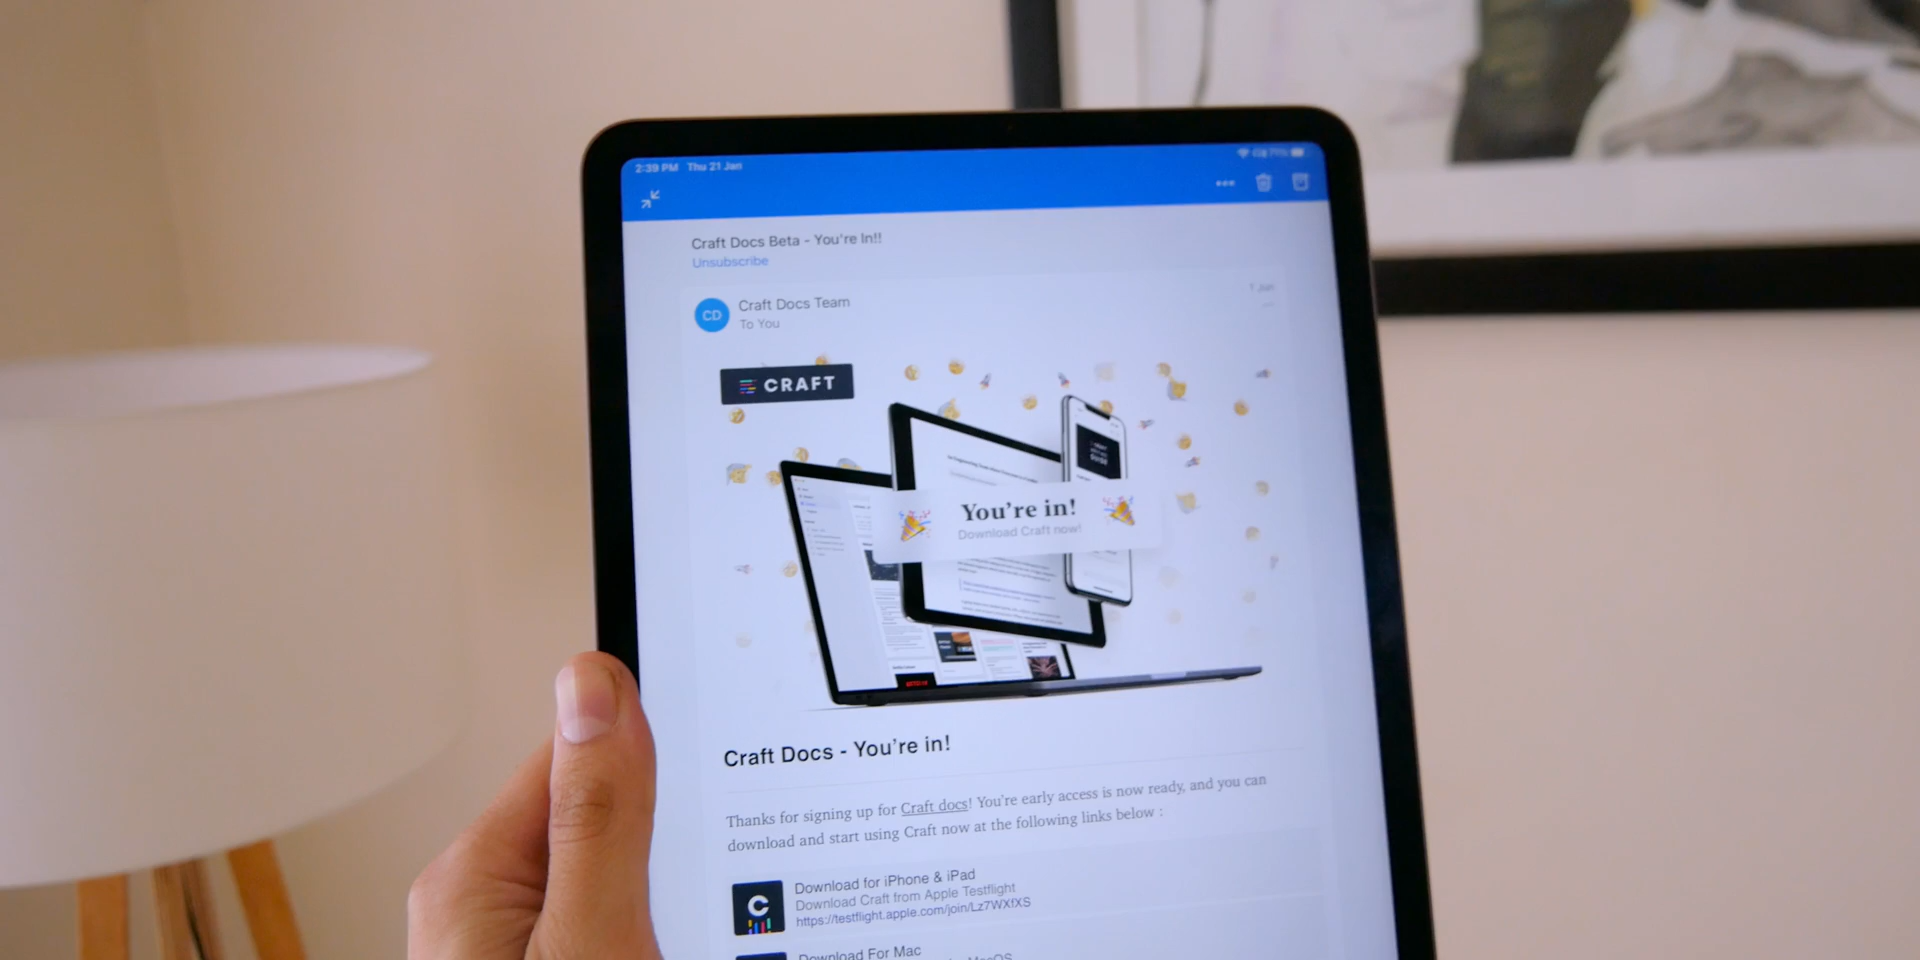 2:39 PM Thu 21 Jan
Craft Docs Beta - You're In!!
Unsubscribe
CD
Craft Docs Team
To You
CRAFT
You're in!
Download Craft now!
Craft Docs - You're in!
Thanks for signing up for Craft docs! You're early access is now ready, and you can
download and start using Craft now at the following links below :
C
Download for iPhone & iPad
Download Craft from Apple Testflight
https://testflight.apple.com/join/Lz7WXfXS
Download For Mac
MacOS